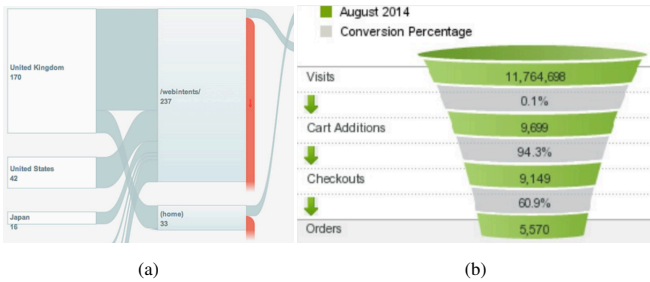 United Kingdom
170
United States
42
Japan
16
/webintents/
237
(home)
33
(a)
August 2014
Conversion Percentage
Visits
11,764,698
0.1%
Cart Additions
9,699
94.3%
Checkouts
9,149
60.9%
Orders
5,570
(b)